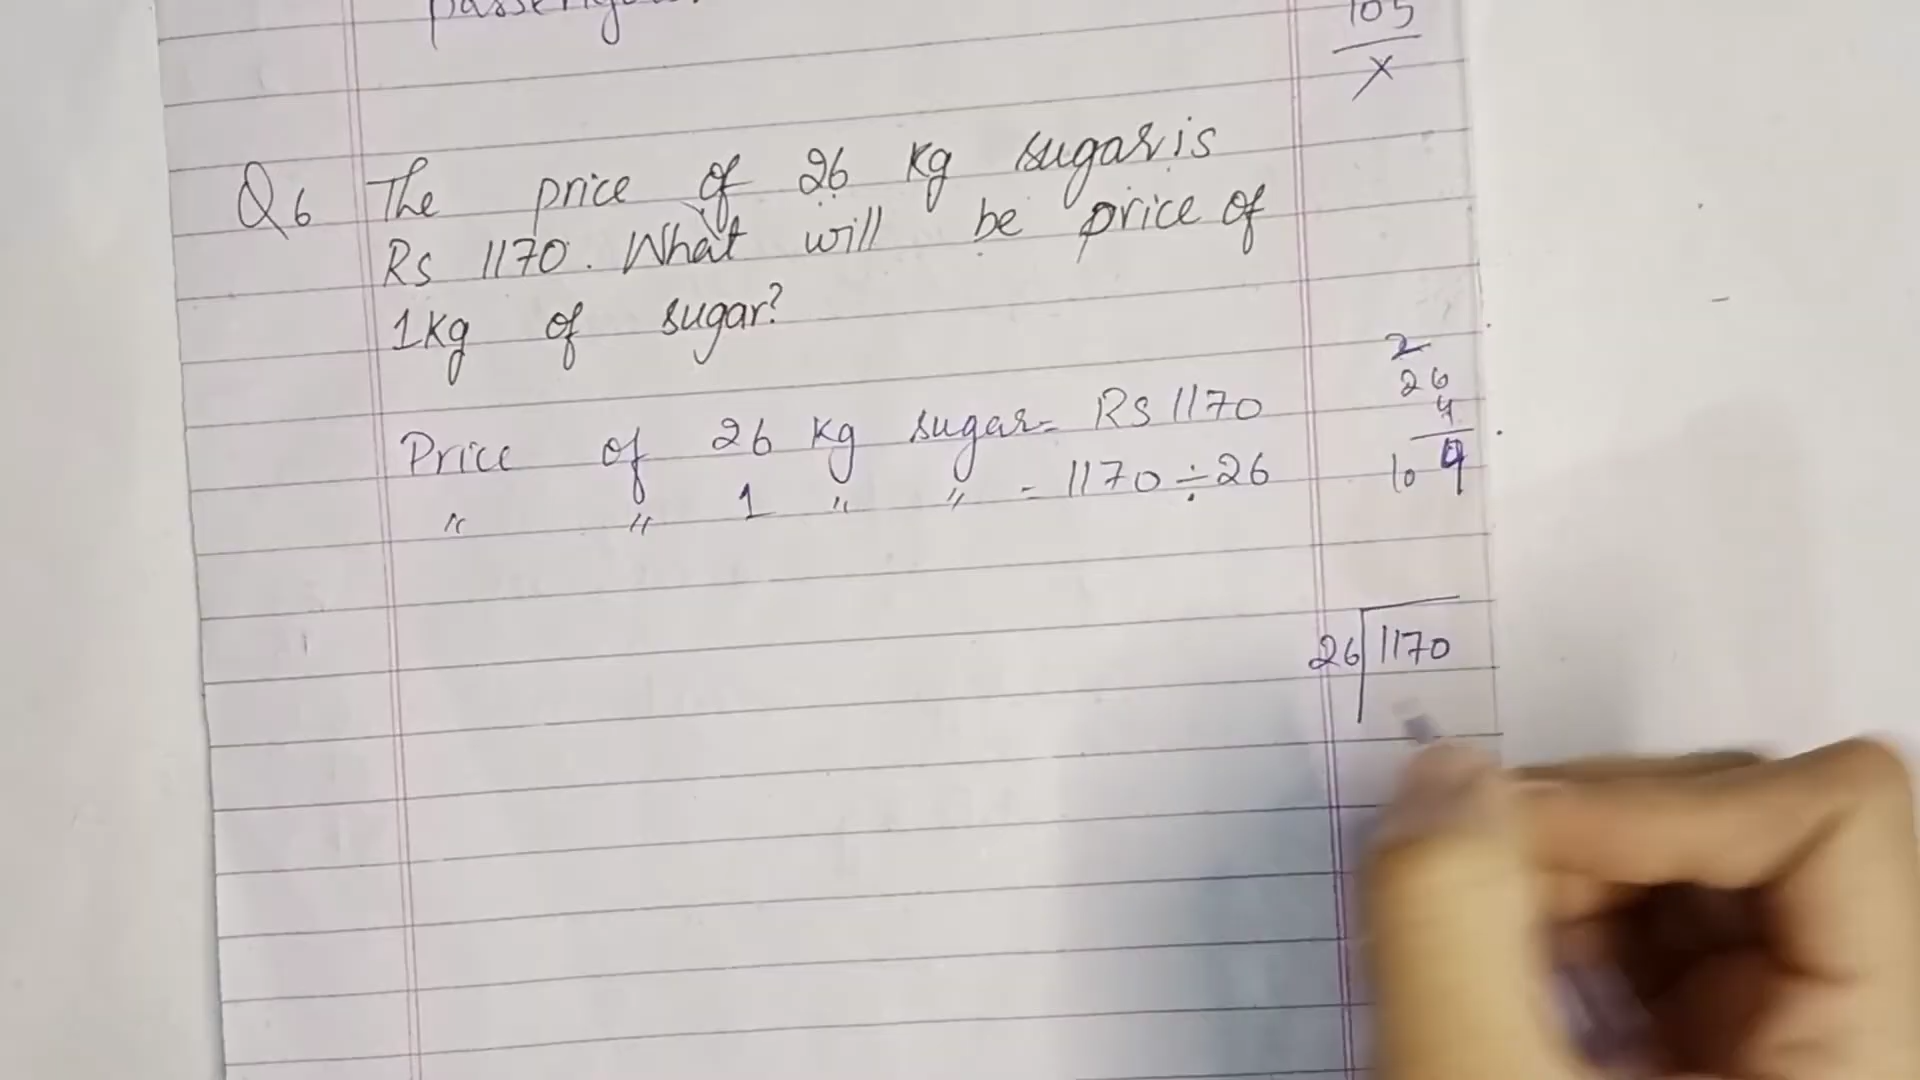 105
X
Q6 The price of 26 kg sugar is
Rs 1170. What will be price of
1kg of sugar?
2
26
4
104
Price of 26 kg sugar = Rs 1170
" " 1 " " = 1170 ÷ 26
26 1170